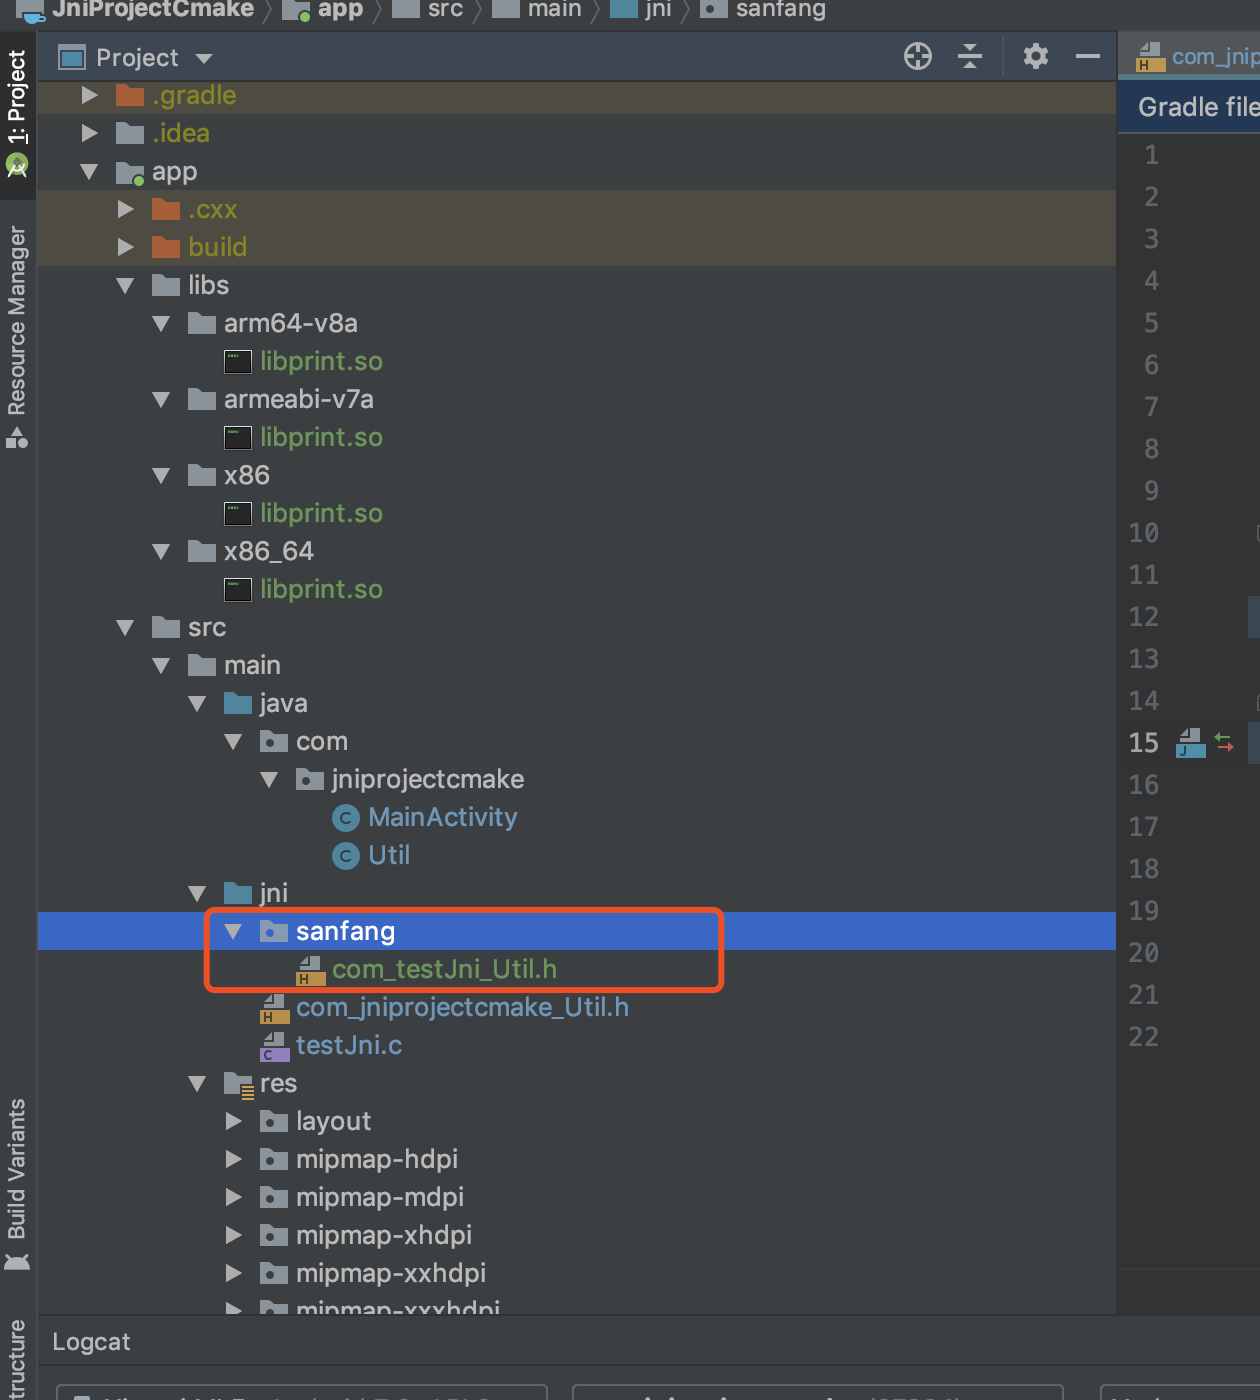 JniProjectCmake app src main jni sanfang
Project
com_jnip
Gradle file
1: Project
Resource Manager
Build Variants
.gradle
.idea
app
.cxx
build
libs
arm64-v8a
libprint.so
armeabi-v7a
libprint.so
x86
libprint.so
x86_64
libprint.so
src
main
java
com
jniprojectcmake
C MainActivity
C Util
jni
sanfang
H com_testJni_Util.h
H com_jniprojectcmake_Util.h
C testJni.c
res
layout
mipmap-hdpi
mipmap-mdpi
mipmap-xhdpi
mipmap-xxhdpi
mipmap-xxxhdpi
1
2
3
4
5
6
7
8
9
10
11
12
13
14
15
16
17
18
19
20
21
22
Logcat